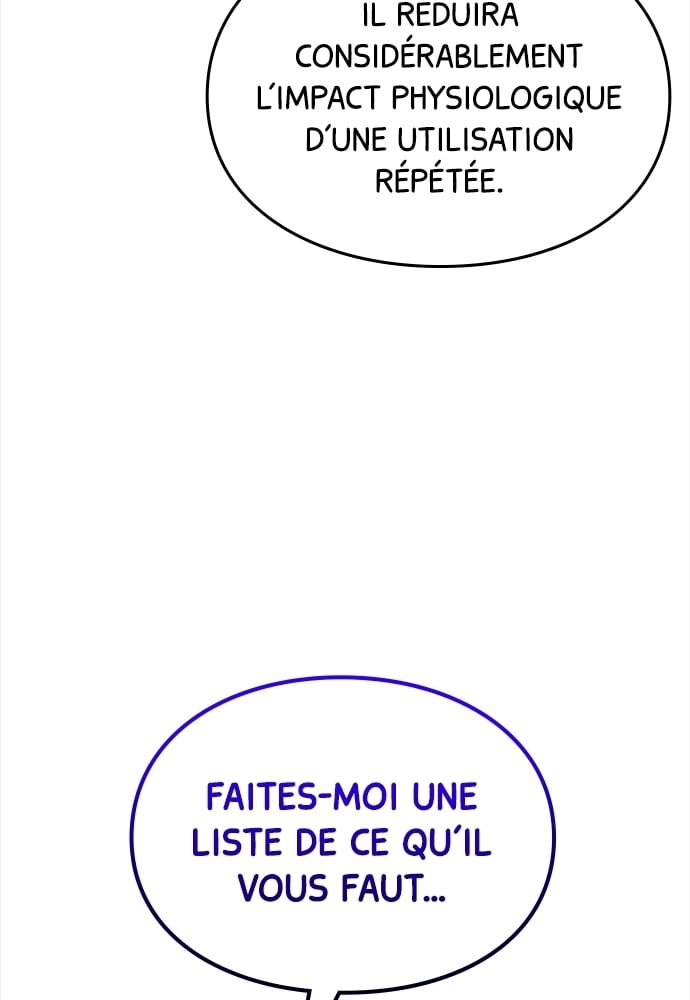 IL RÉDUIRA
CONSIDÉRABLEMENT
L'IMPACT PHYSIOLOGIQUE
D'UNE UTILISATION
RÉPÉTÉE.
FAITES-MOI UNE
LISTE DE CE QU'IL
VOUS FAUT...